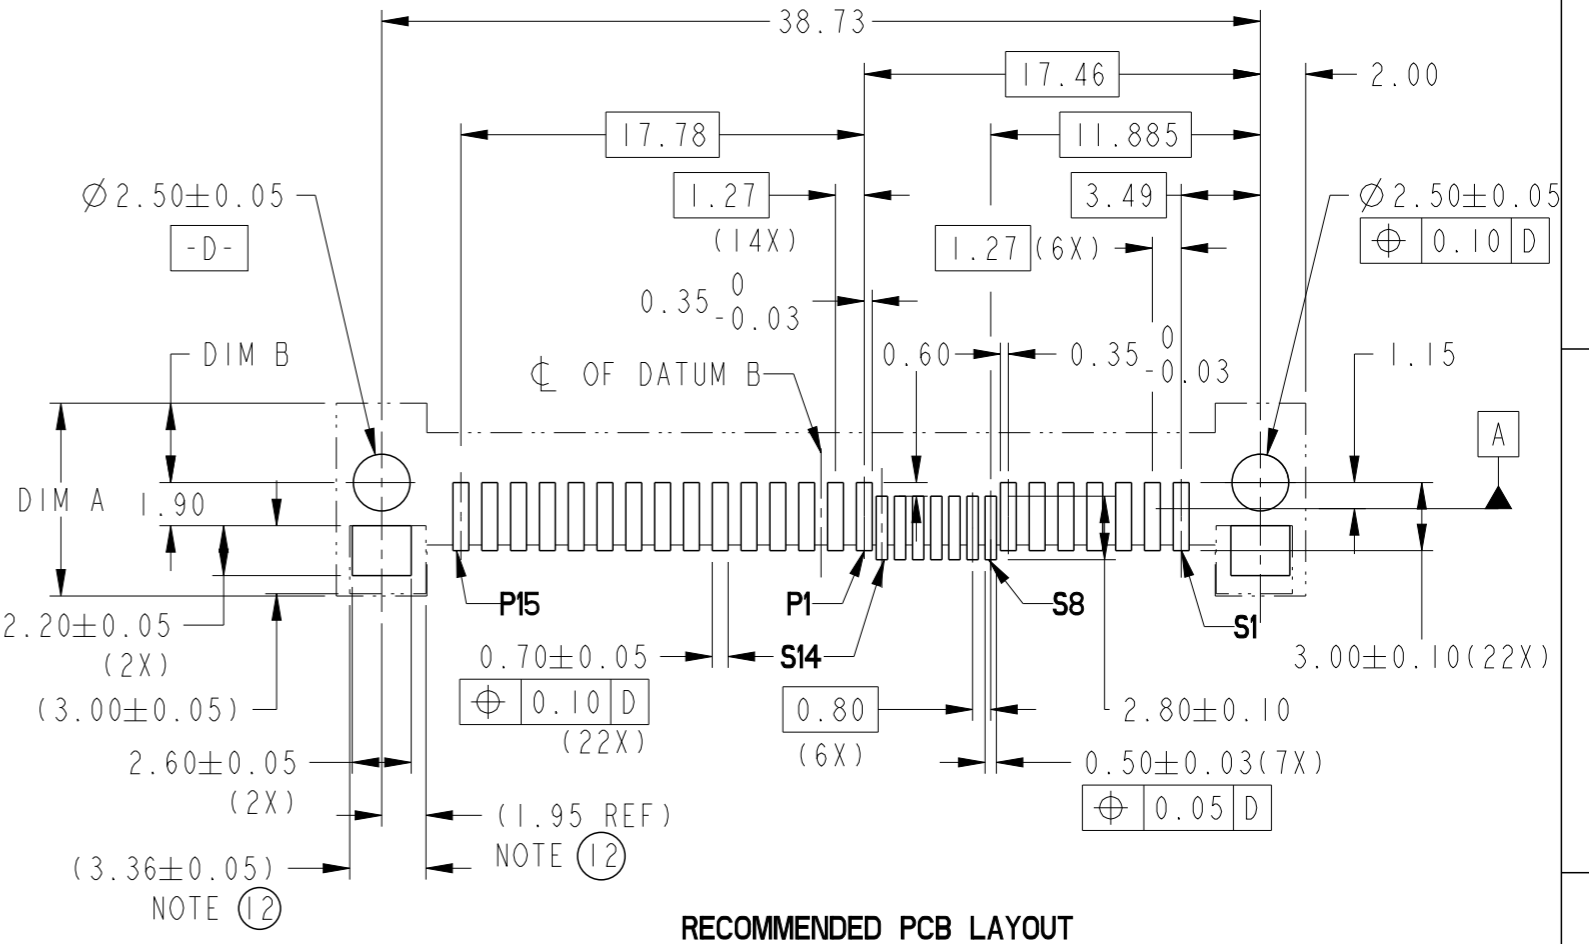 38.73
17.46
2.00
17.78
11.885
Ø2.50±0.05
-D-
1.27
(14X)
3.49
1.27 (6X)
Ø2.50±0.05
⌖ 0.10 D
0.35 0 -0.03
DIM B
℄ OF DATUM B
0.60
0.35 0 -0.03
1.15
A
DIM A
1.90
P15
P1
S8
S1
2.20±0.05
(2X)
0.70±0.05
S14
⌖ 0.10 D
(22X)
3.00±0.10(22X)
(3.00±0.05)
0.80
(6X)
2.80±0.10
2.60±0.05
(2X)
0.50±0.03(7X)
⌖ 0.05 D
(1.95 REF)
NOTE 12
(3.36±0.05)
NOTE 12
RECOMMENDED PCB LAYOUT